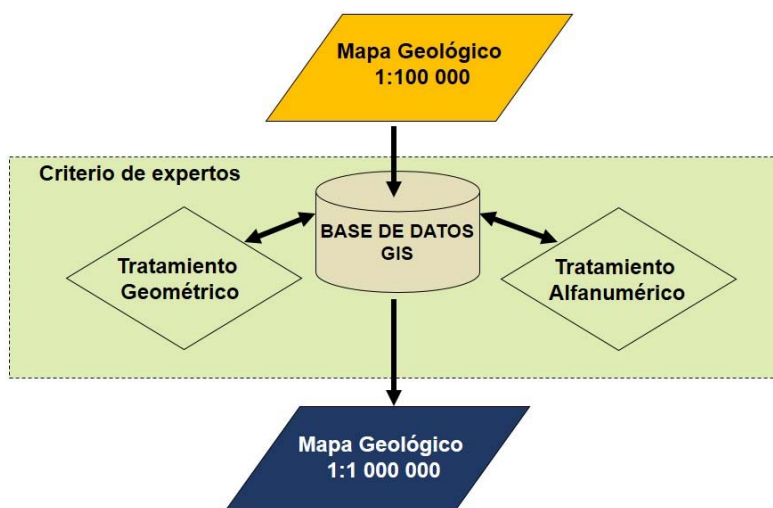 Mapa Geológico
1:100 000
Criterio de expertos
BASE DE DATOS
GIS
Tratamiento
Geométrico
Tratamiento
Alfanumérico
Mapa Geológico
1:1 000 000